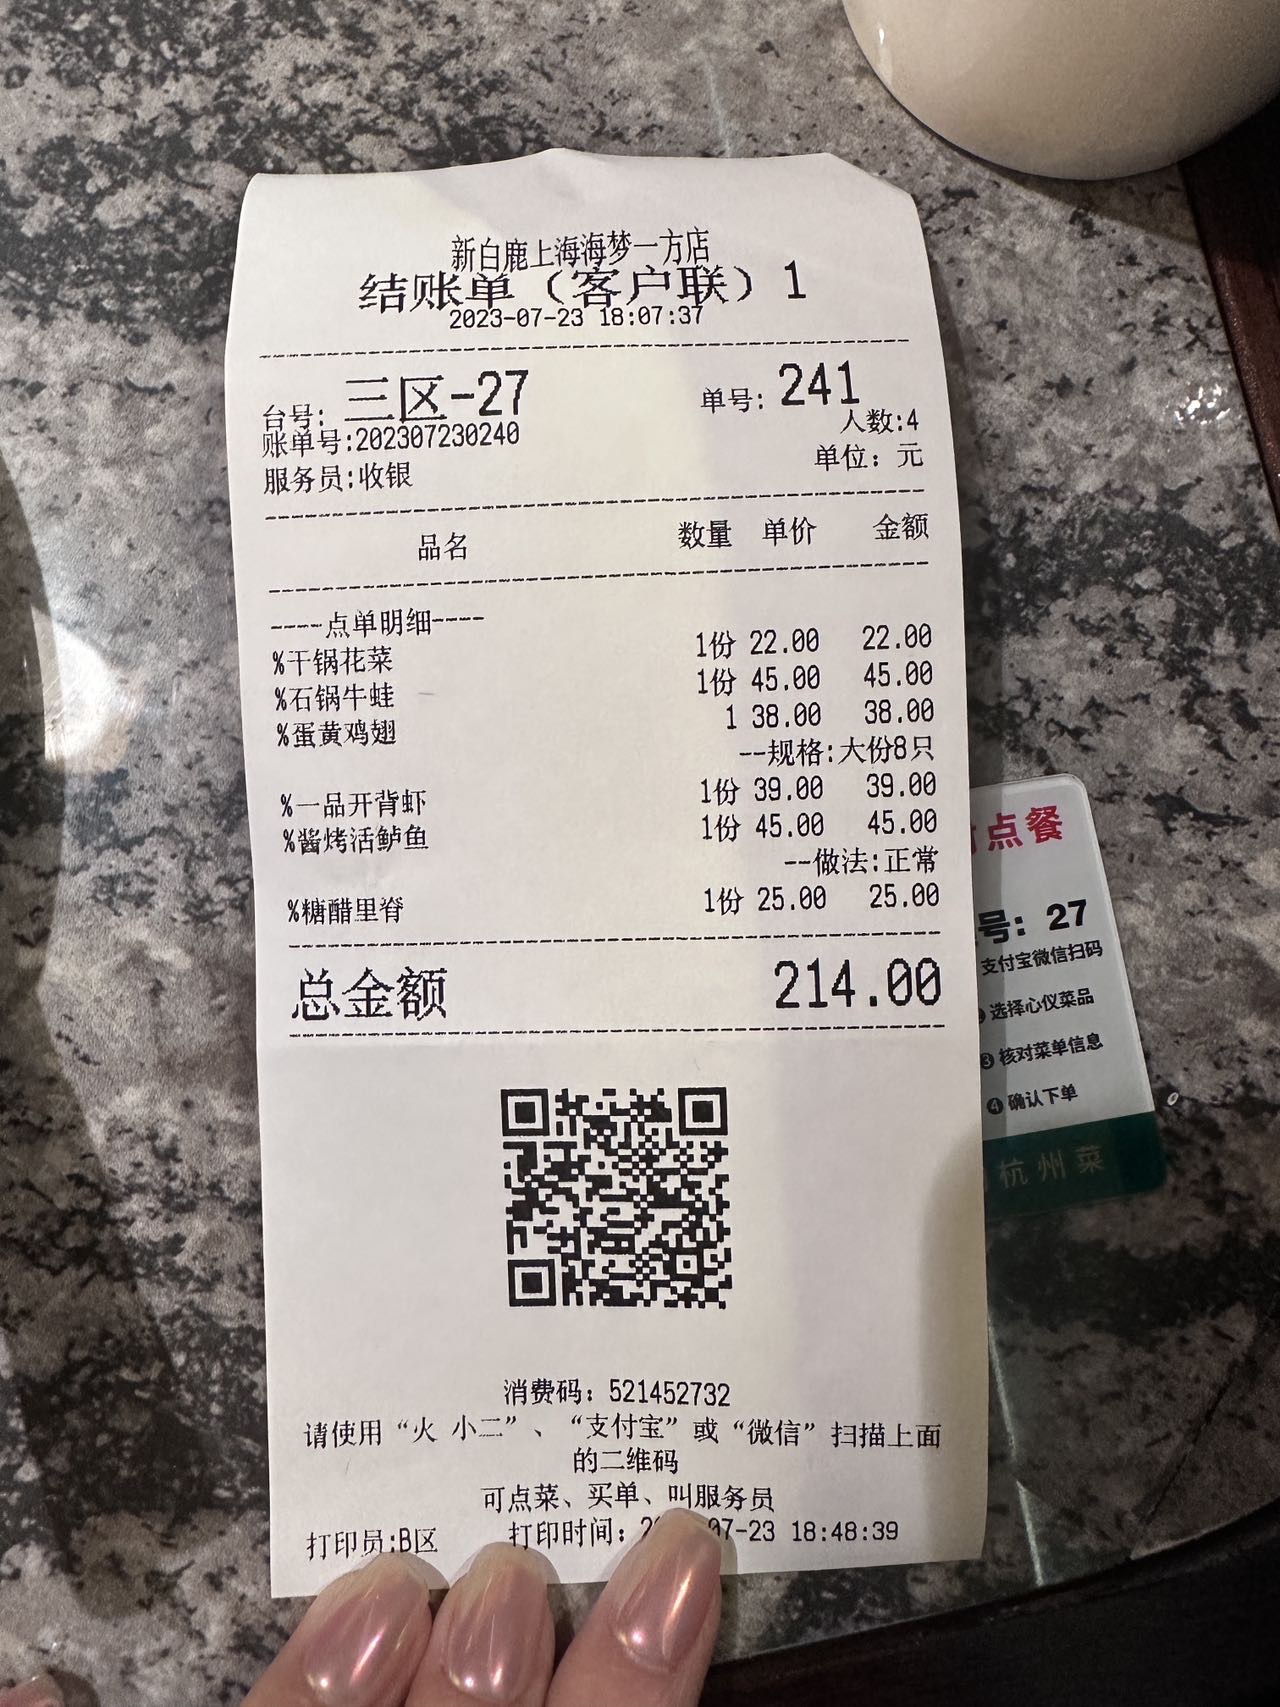 新白鹿上海海梦一方店
结账单（客户联）1
2023-07-23 18:07:37
台号: 三区-27 单号: 241
账单号:202307230240 人数:4
服务员:收银 单位: 元
品名 数量 单价 金额
----点单明细----
%干锅花菜 1份 22.00 22.00
%石锅牛蛙 1份 45.00 45.00
%蛋黄鸡翅 1 38.00 38.00
--规格:大份8只
%一品开背虾 1份 39.00 39.00
%酱烤活鲈鱼 1份 45.00 45.00
--做法:正常
%糖醋里脊 1份 25.00 25.00
总金额 214.00
消费码: 521452732
请使用“火 小二”、“支付宝”或“微信”扫描上面
的二维码
可点菜、买单、叫服务员
打印员:B区 打印时间: 07-23 18:48:39
点餐
号: 27
支付宝微信扫码
选择心仪菜品
3 核对菜单信息
4 确认下单
杭州菜